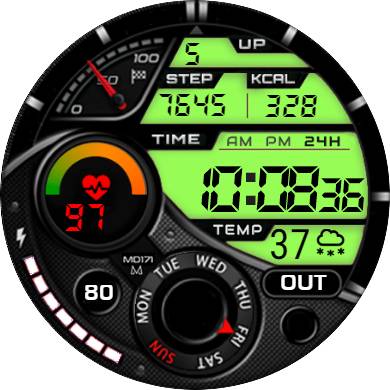 100
50
0
5 UP
STEP KCAL
7645 328
TIME AM PM 24H
10:08 36
97
TEMP 37
MD171
M
80
OUT
MON TUE WED THU FRI SAT SUN